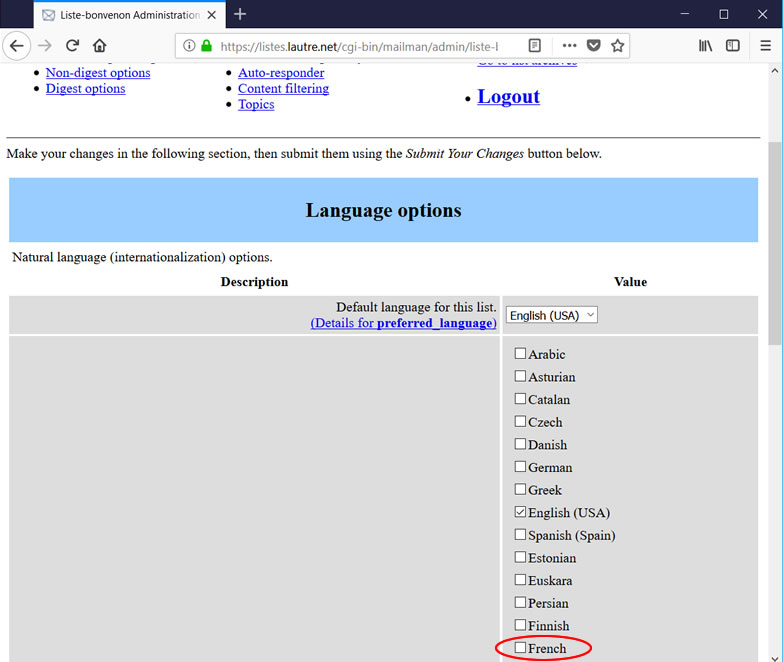 Liste-bonvenon Administration
https://listes.lautre.net/cgi-bin/mailman/admin/liste-l
Non-digest options
Digest options
Auto-responder
Content filtering
Topics
Go to list archives
Logout
Make your changes in the following section, then submit them using the Submit Your Changes button below.
Language options
Natural language (internationalization) options.
Description Value
Default language for this list.
(Details for preferred_language)
English (USA)
Arabic
Asturian
Catalan
Czech
Danish
German
Greek
English (USA)
Spanish (Spain)
Estonian
Euskara
Persian
Finnish
French